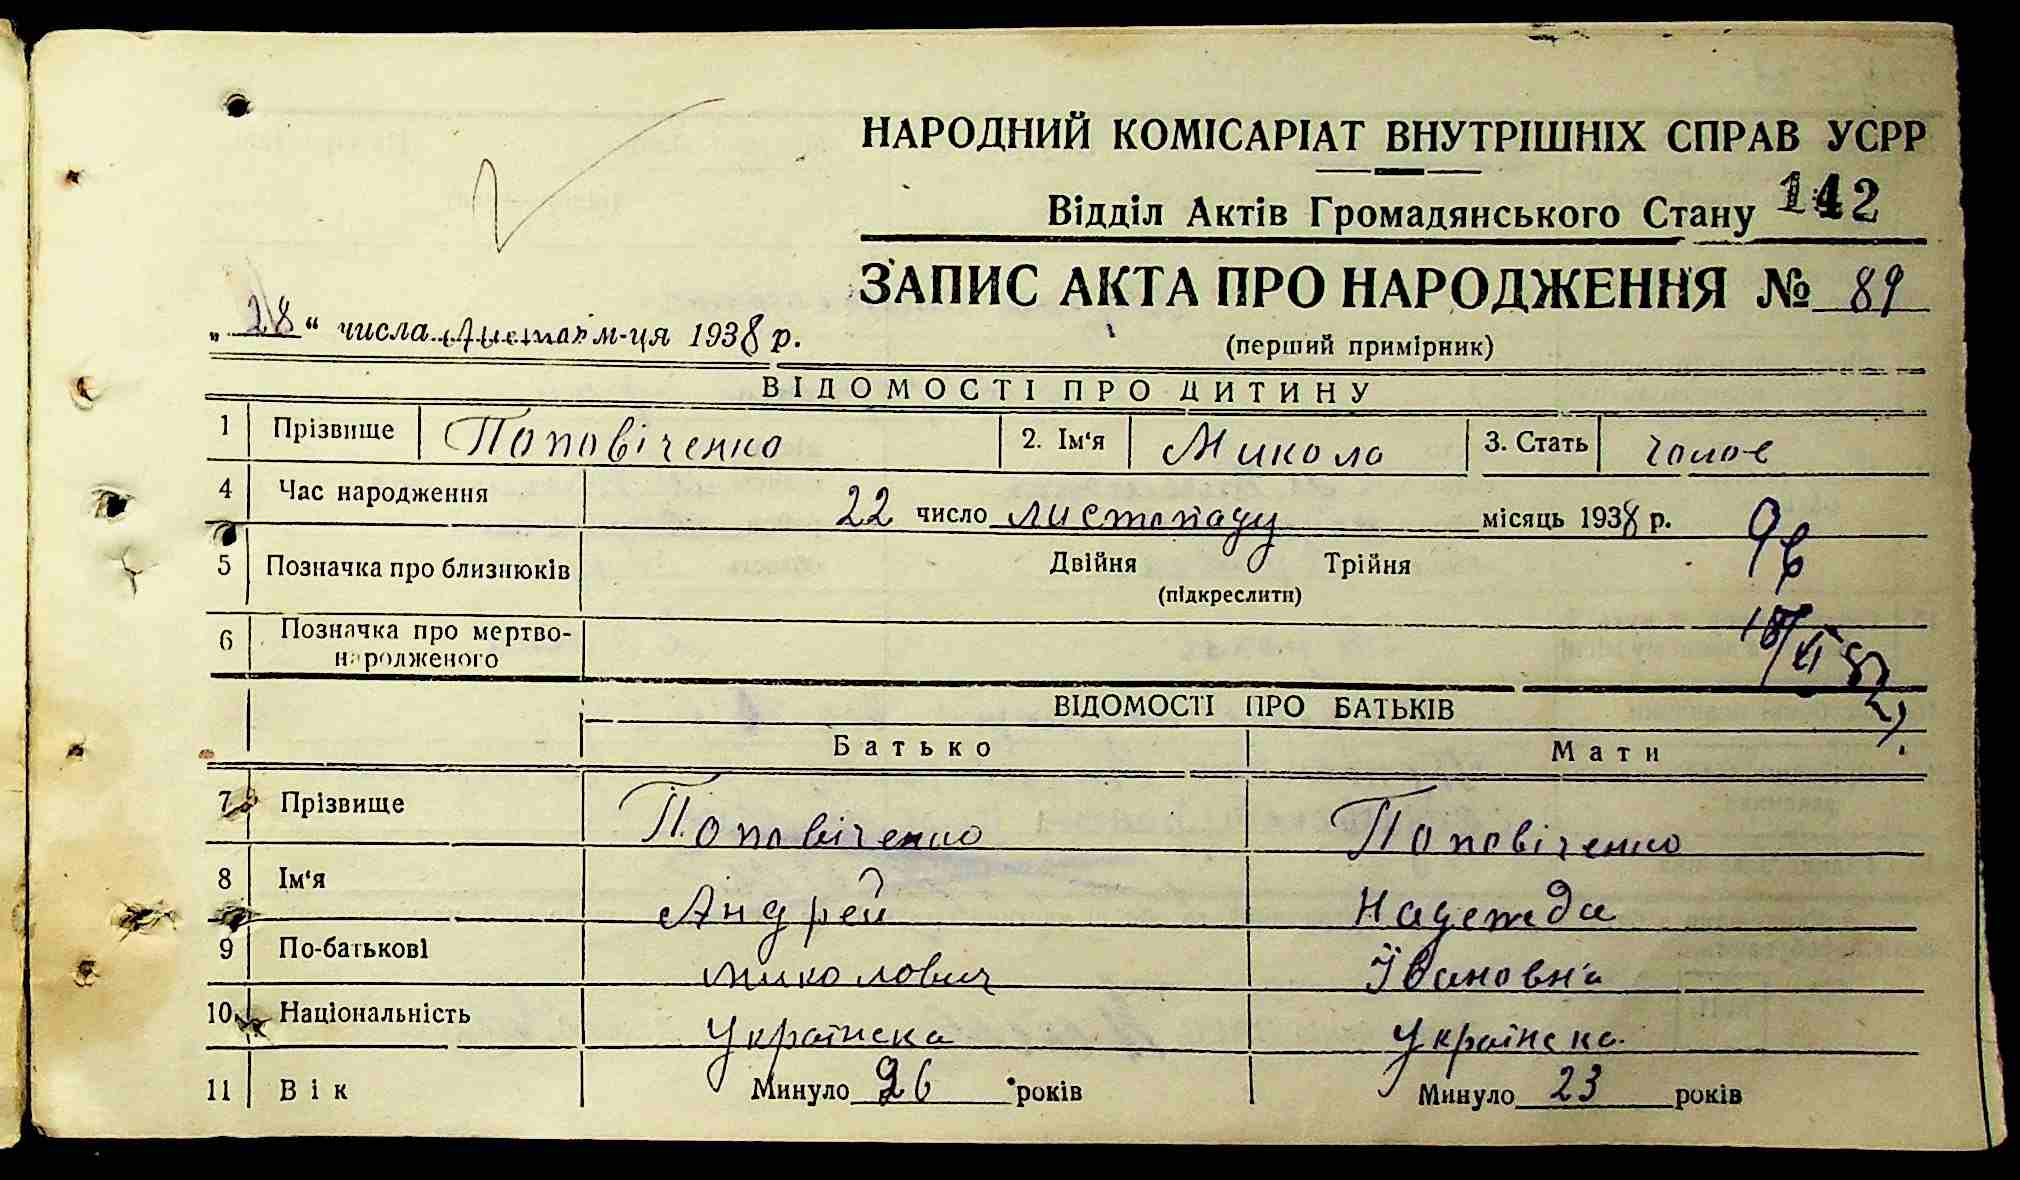 НАРОДНИЙ КОМІСАРІАТ ВНУТРІШНІХ СПРАВ УСРР
Відділ Актів Громадянського Стану 142
ЗАПИС АКТА ПРО НАРОДЖЕННЯ № 89
„28“ числа Листопа м-ця 1938 р.
(перший примірник)
ВІДОМОСТІ ПРО ДИТИНУ
1 Прізвище Поповіченко 2. Ім‘я Микола 3. Стать чолов
4 Час народження 22 число листопаду місяць 1938 р.
5 Позначка про близнюків Двійня Трійня
(підкреслити)
6 Позначка про мертво-
народженого
ВІДОМОСТІ ПРО БАТЬКІВ
Батько Мати
7 Прізвище Поповіченко Поповіченко
8 Ім‘я Андрей Надежда
9 По-батькові Миколович Івановна
10 Національність Українска Українска
11 Вік Минуло 26 років Минуло 23 років